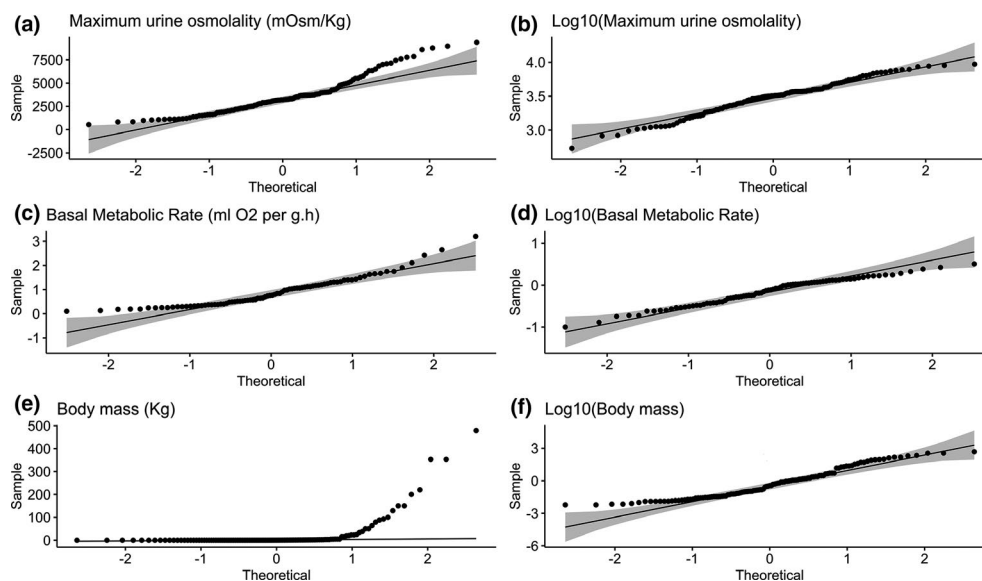 (a) Maximum urine osmolality (mOsm/Kg)
Sample
7500
5000
2500
0
-2500
-2 -1 0 1 2
Theoretical
(b) Log10(Maximum urine osmolality)
Sample
4.0
3.5
3.0
-2 -1 0 1 2
Theoretical
(c) Basal Metabolic Rate (ml O2 per g.h)
Sample
3
2
1
0
-1
-2 -1 0 1 2
Theoretical
(d) Log10(Basal Metabolic Rate)
Sample
1
0
-1
-2 -1 0 1 2
Theoretical
(e) Body mass (Kg)
Sample
500
400
300
200
100
0
-2 -1 0 1 2
Theoretical
(f) Log10(Body mass)
Sample
3
0
-3
-6
-2 -1 0 -1 2
Theoretical